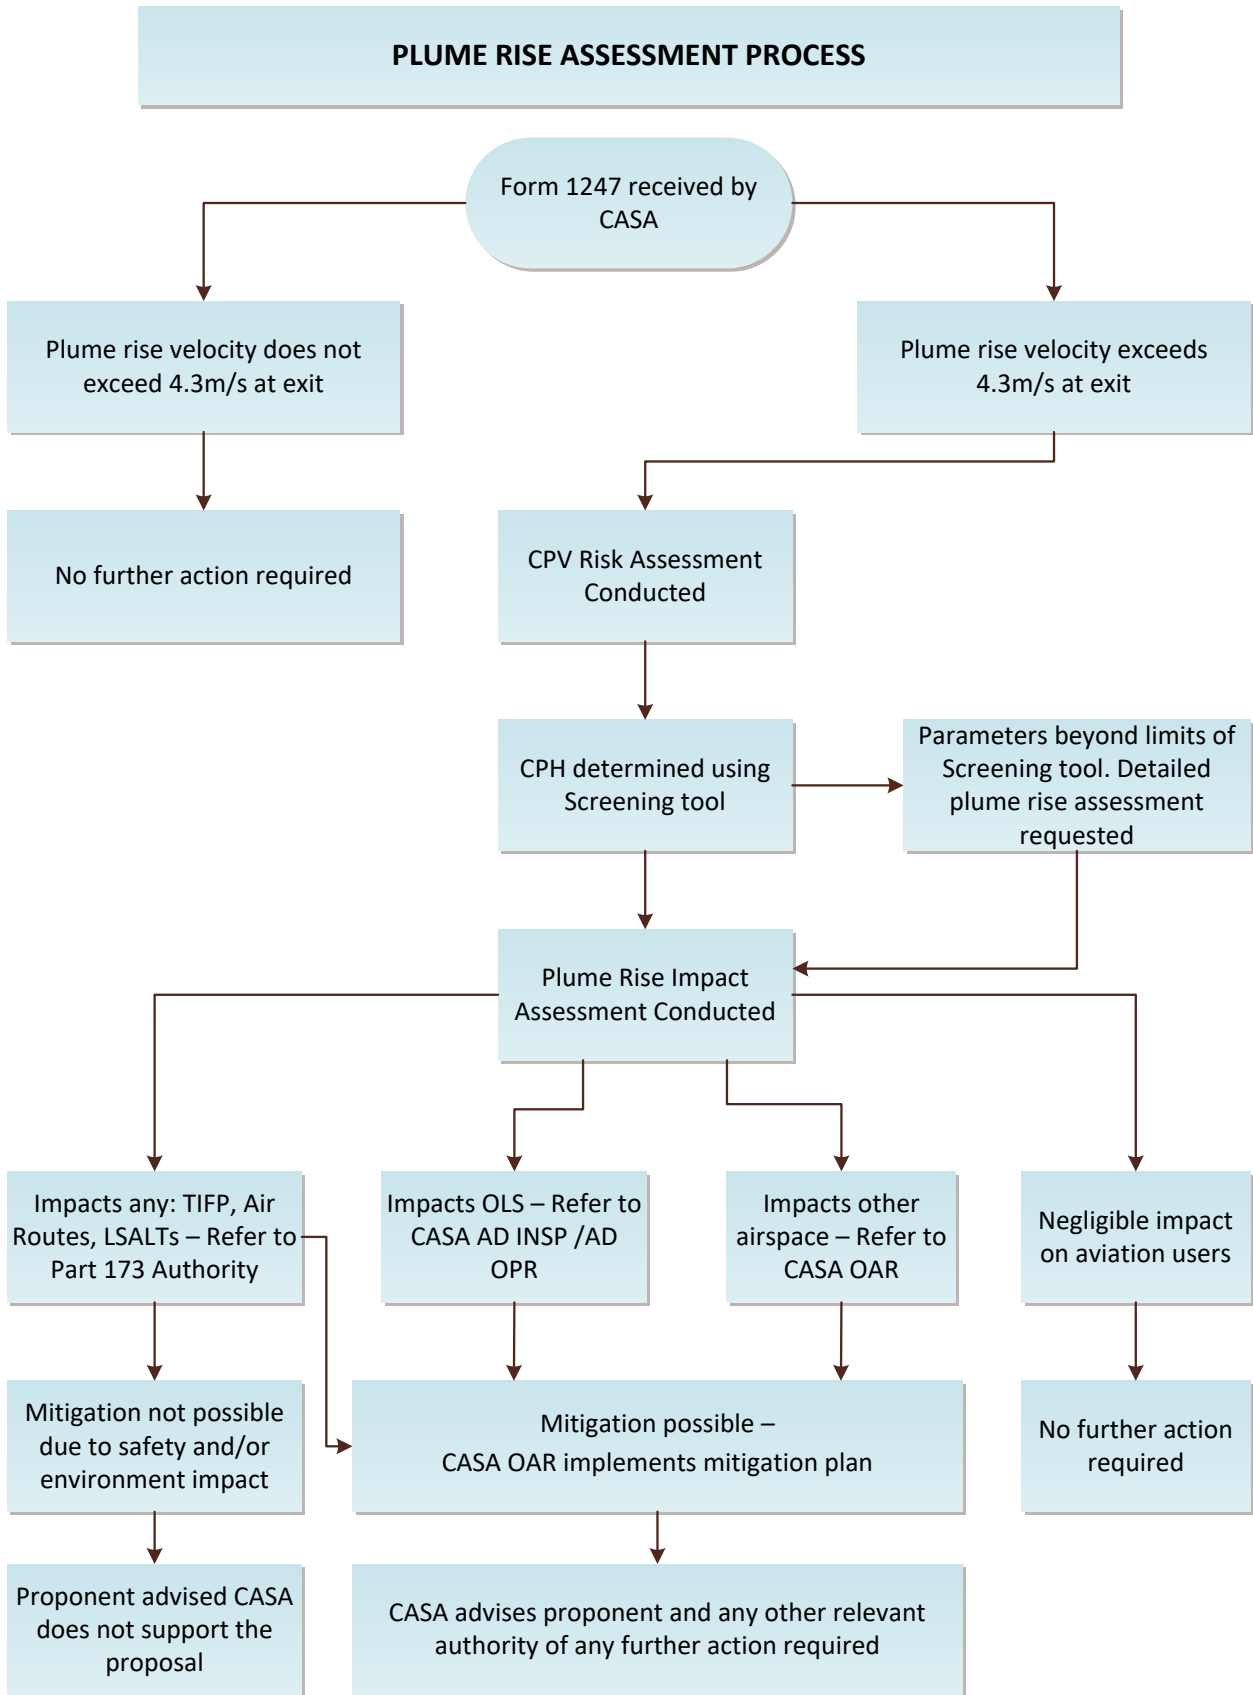 PLUME RISE ASSESSMENT PROCESS
Form 1247 received by
CASA
Plume rise velocity does not
exceed 4.3m/s at exit
Plume rise velocity exceeds
4.3m/s at exit
No further action required
CPV Risk Assessment
Conducted
CPH determined using
Screening tool
Parameters beyond limits of
Screening tool. Detailed
plume rise assessment
requested
Plume Rise Impact
Assessment Conducted
Impacts any: TIFP, Air
Routes, LSALTs – Refer to
Part 173 Authority
Impacts OLS – Refer to
CASA AD INSP /AD
OPR
Impacts other
airspace – Refer to
CASA OAR
Negligible impact
on aviation users
Mitigation not possible
due to safety and/or
environment impact
Mitigation possible –
CASA OAR implements mitigation plan
No further action
required
Proponent advised CASA
does not support the
proposal
CASA advises proponent and any other relevant
authority of any further action required